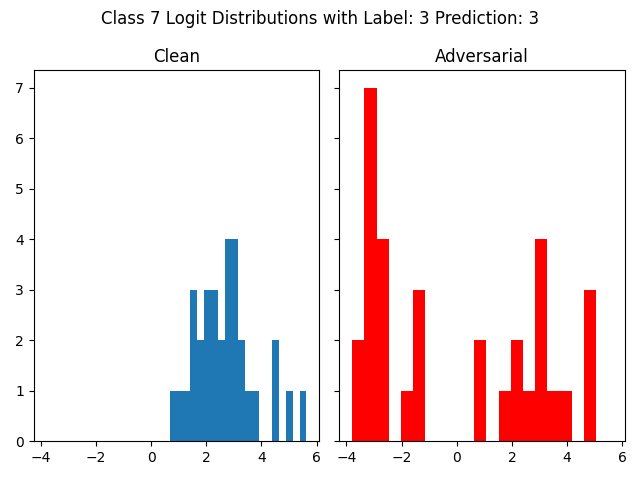 Class 7 Logit Distributions with Label: 3 Prediction: 3
Clean
Adversarial
7
6
5
4
3
2
1
0
−4 −2 0 2 4 6
−4 −2 0 2 4 6